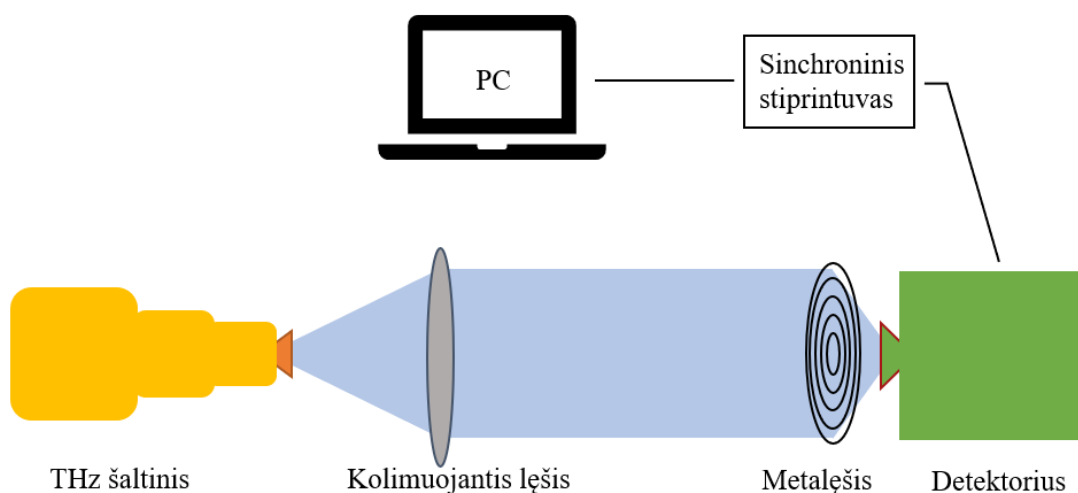 PC
Sinchroninis
stiprintuvas
THz šaltinis
Kolimuojantis lęšis
Metalęšis
Detektorius